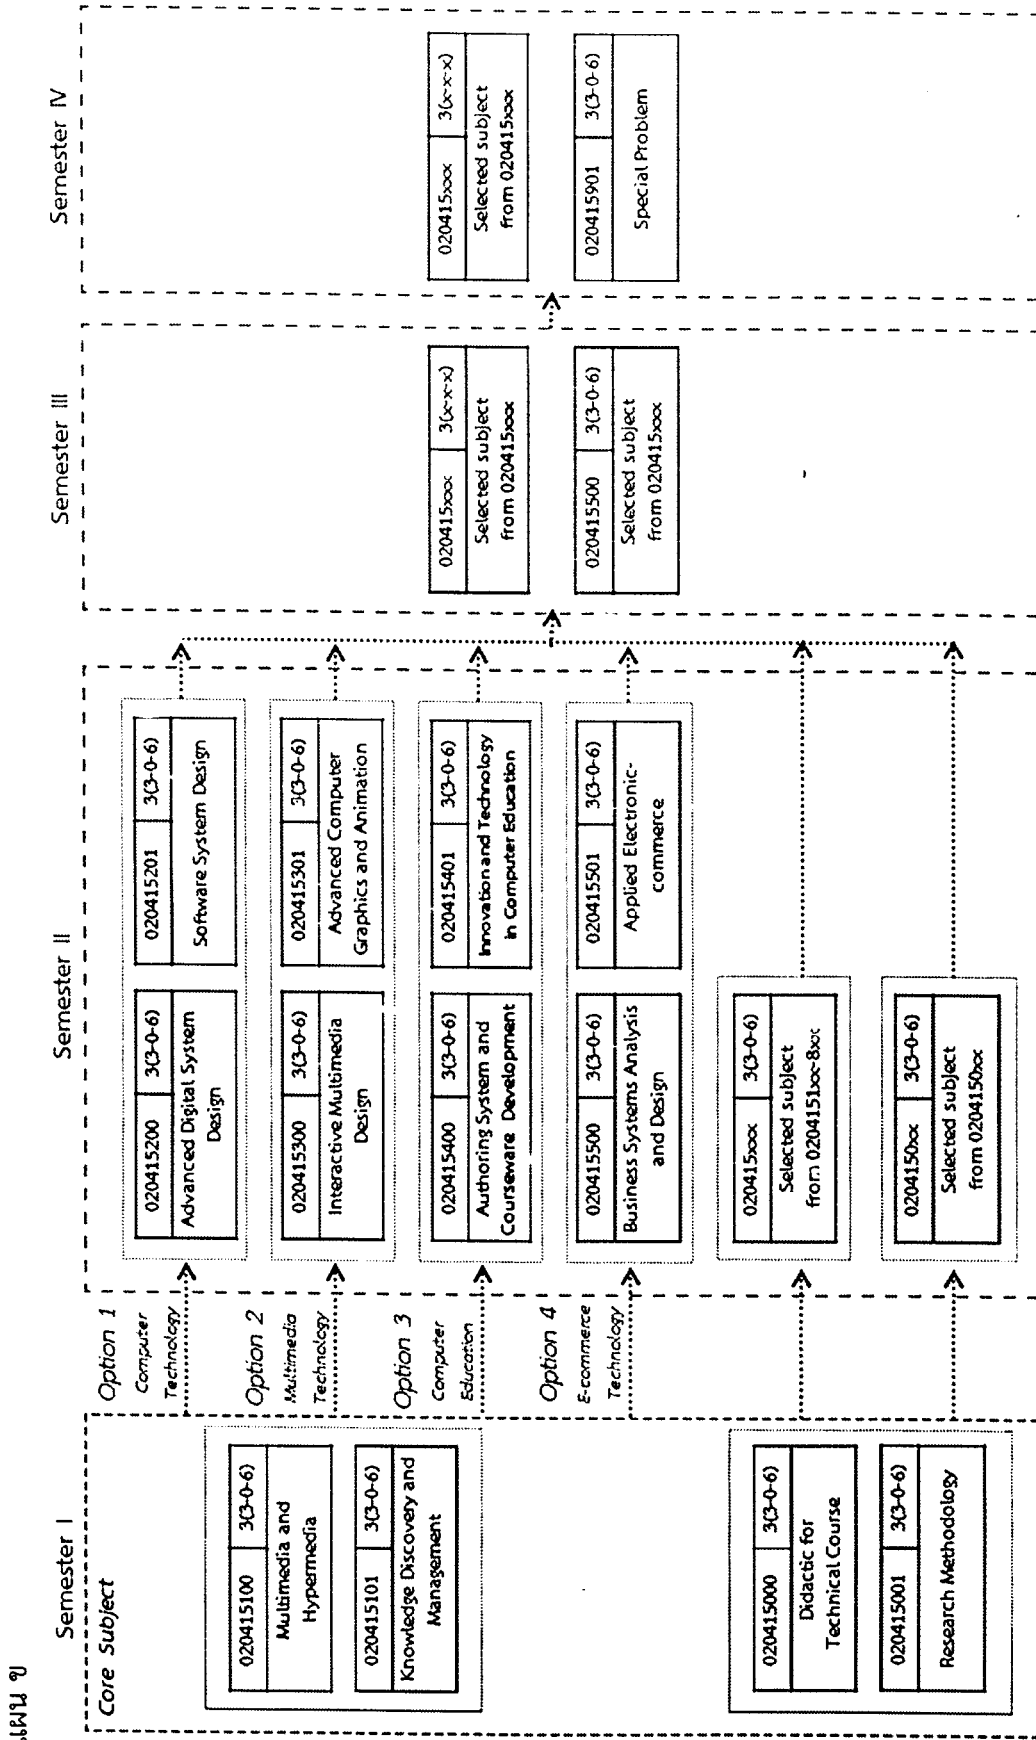 แผน ข
Semester I
Core Subject
020415100 3(3-0-6)
Multimedia and
Hypermedia
020415101 3(3-0-6)
Knowledge Discovery and
Management
020415000 3(3-0-6)
Didactic for
Technical Course
020415001 3(3-0-6)
Research Methodology
Option 1
Computer
Technology
Option 2
Multimedia
Technology
Option 3
Computer
Education
Option 4
E-commerce
Technology
Semester II
020415200 3(3-0-6)
Advanced Digital System
Design
020415201 3(3-0-6)
Software System Design
020415300 3(3-0-6)
Interactive Multimedia
Design
020415301 3(3-0-6)
Advanced Computer
Graphics and Animation
020415400 3(3-0-6)
Authoring System and
Courseware Development
020415401 3(3-0-6)
Innovation and Technology
in Computer Education
020415500 3(3-0-6)
Business Systems Analysis
and Design
020415501 3(3-0-6)
Applied Electronic-
commerce
020415xxx 3(3-0-6)
Selected subject
from 0204151xx-8xx
0204150xx 3(3-0-6)
Selected subject
from 0204150xx
Semester III
020415xxx 3(x-x-x)
Selected subject
from 020415xxx
020415500 3(3-0-6)
Selected subject
from 020415xxx
Semester IV
020415xxx 3(x-x-x)
Selected subject
from 020415xxx
020415901 3(3-0-6)
Special Problem